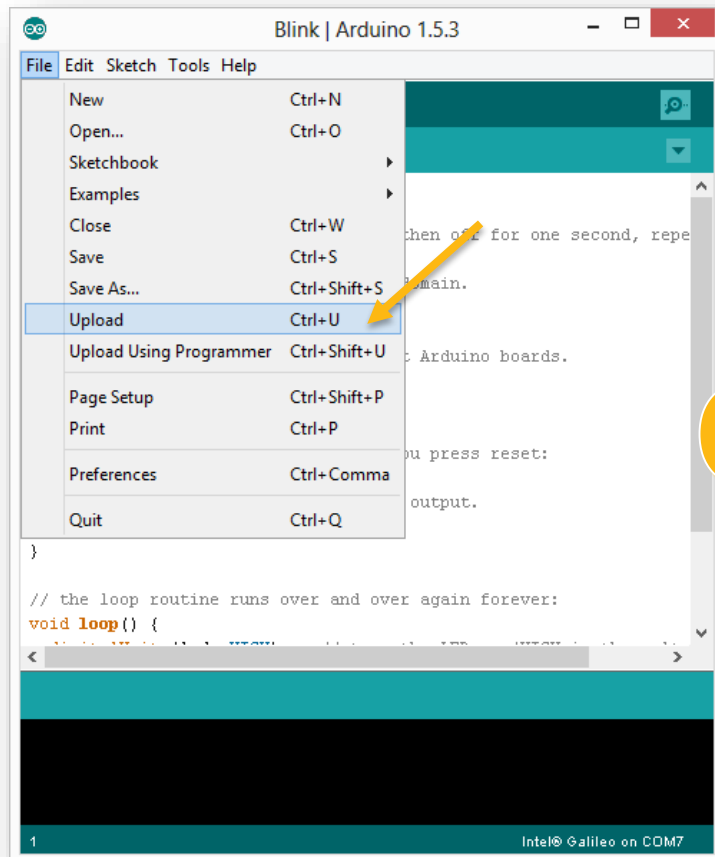 Blink | Arduino 1.5.3
File Edit Sketch Tools Help
New Ctrl+N
Open... Ctrl+O
Sketchbook
Examples
Close Ctrl+W
Save Ctrl+S
Save As... Ctrl+Shift+S
Upload Ctrl+U
Upload Using Programmer Ctrl+Shift+U
Page Setup Ctrl+Shift+P
Print Ctrl+P
Preferences Ctrl+Comma
Quit Ctrl+Q
then off for one second, repe
domain.
t Arduino boards.
ou press reset:
output.
}
// the loop routine runs over and over again forever:
void loop() {
1 Intel® Galileo on COM7